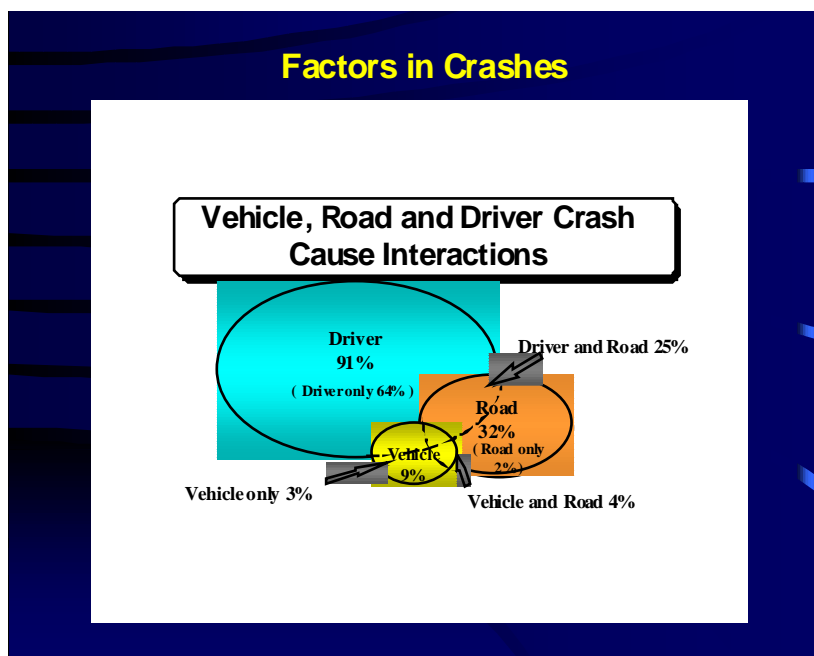 Factors in Crashes
Vehicle, Road and Driver Crash
Cause Interactions
Driver
91%
( Driver only 64% )
Driver and Road 25%
Road
32%
( Road only
2%)
Vehicle
9%
Vehicle only 3%
Vehicle and Road 4%